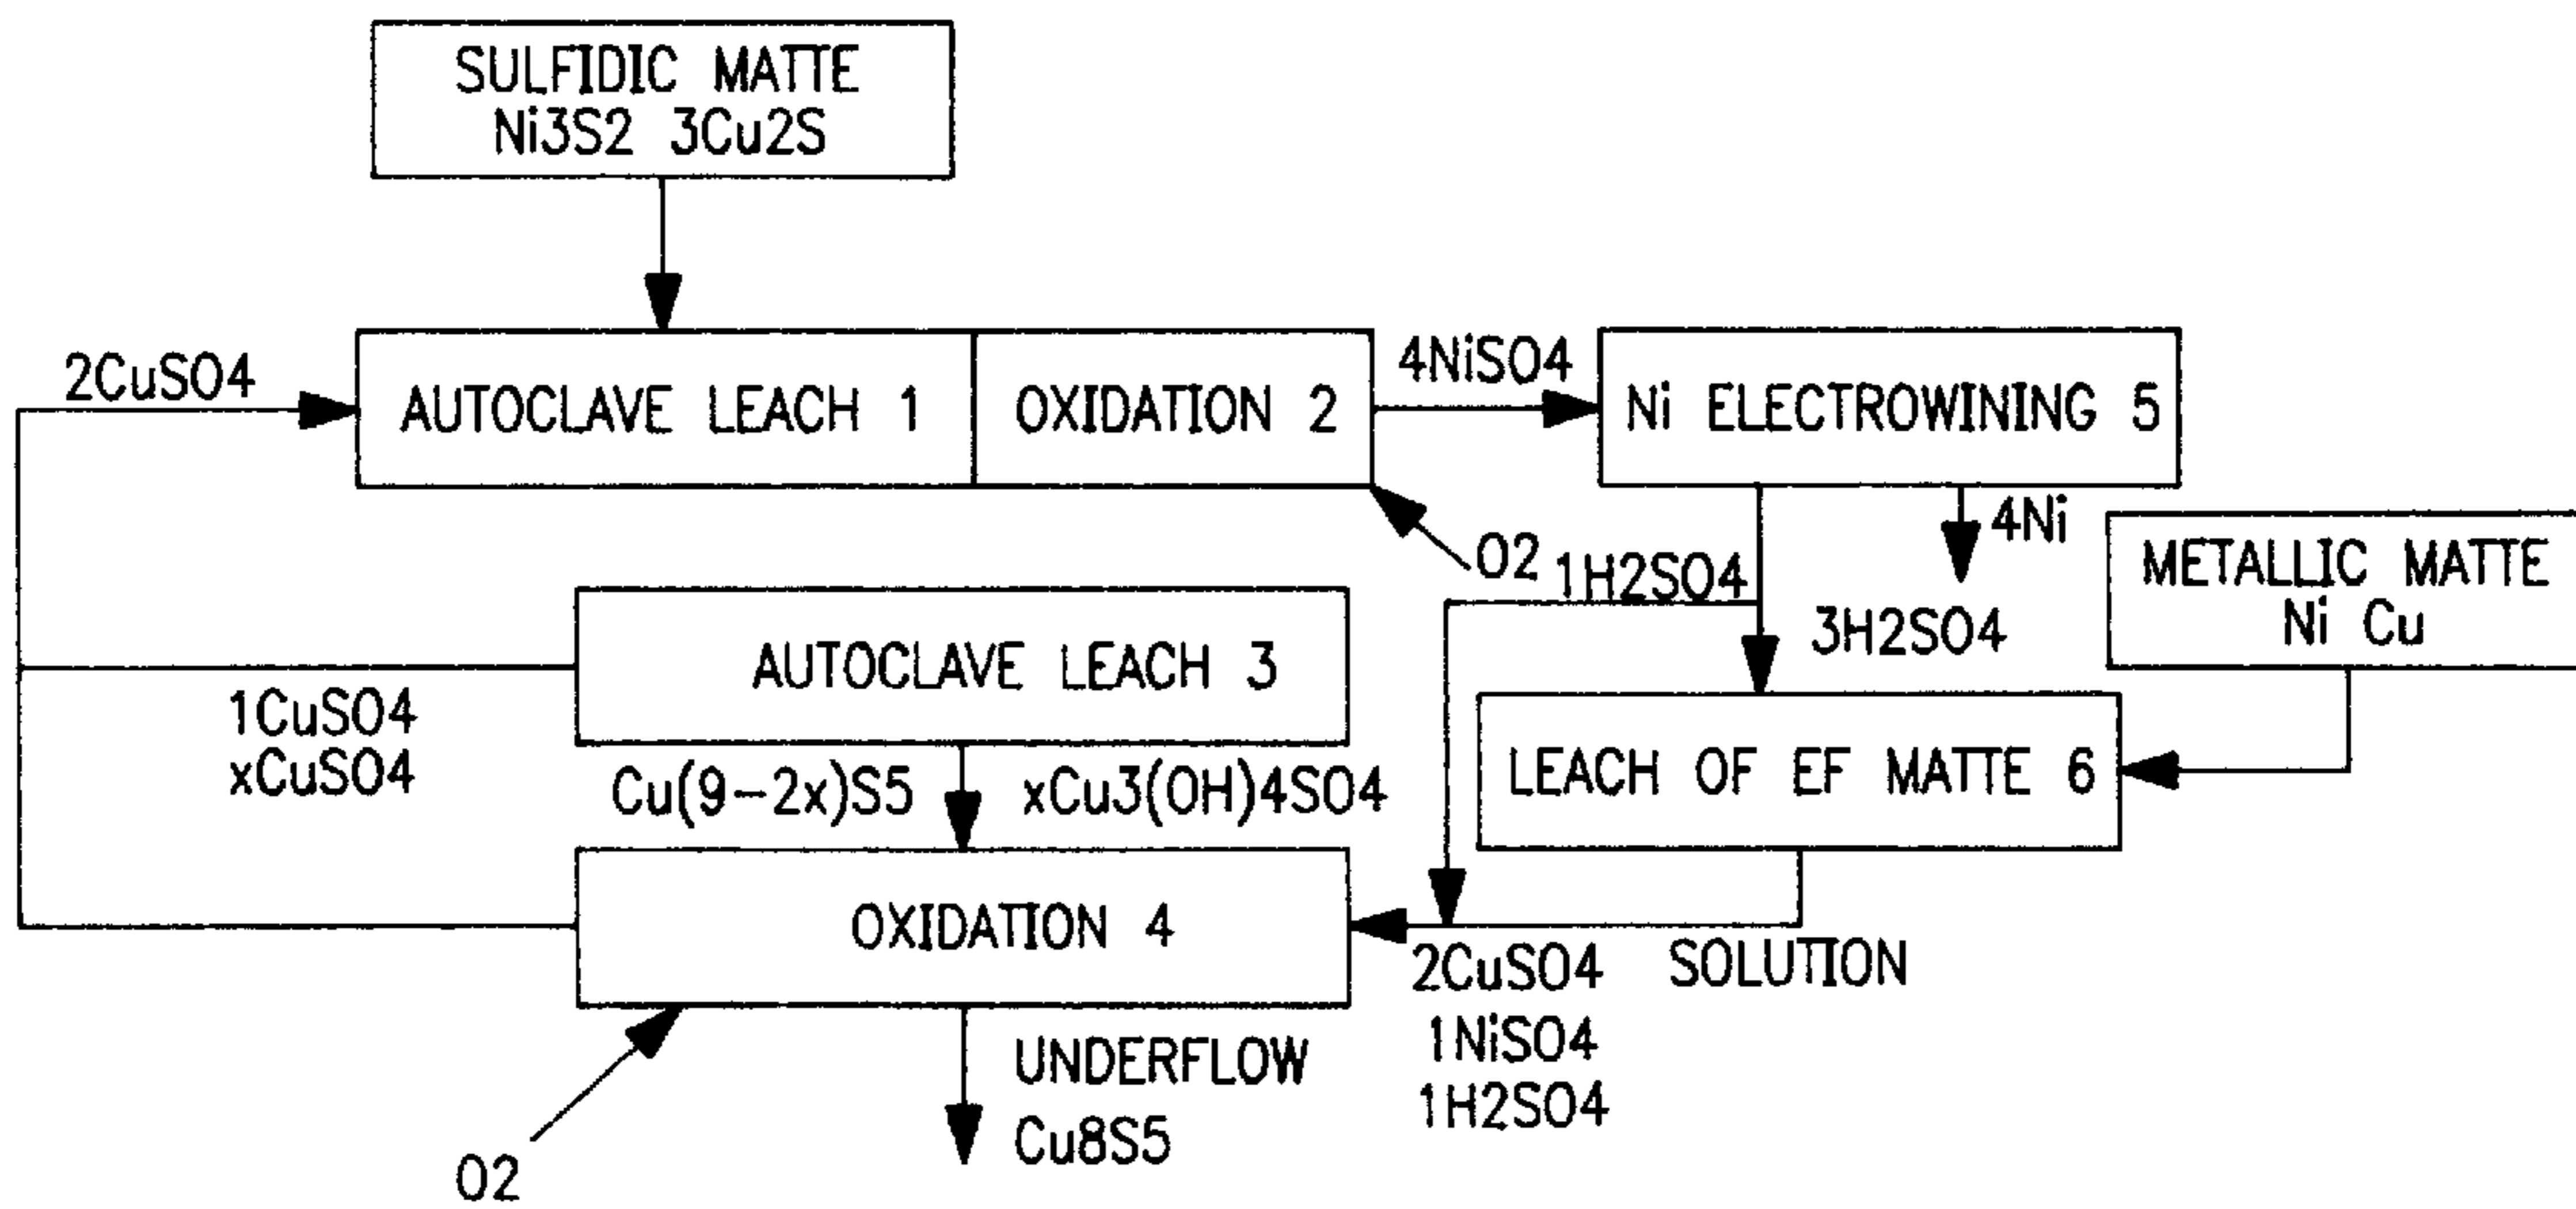 SULFIDIC MATTE
Ni3S2 3Cu2S
2CuSO4
AUTOCLAVE LEACH 1
OXIDATION 2
4NiSO4
Ni ELECTROWINING 5
O2
1H2SO4
4Ni
3H2SO4
METALLIC MATTE
Ni Cu
AUTOCLAVE LEACH 3
1CuSO4
xCuSO4
Cu(9-2x)S5
xCu3(OH)4SO4
LEACH OF EF MATTE 6
OXIDATION 4
2CuSO4
SOLUTION
1NiSO4
1H2SO4
UNDERFLOW
Cu8S5
O2